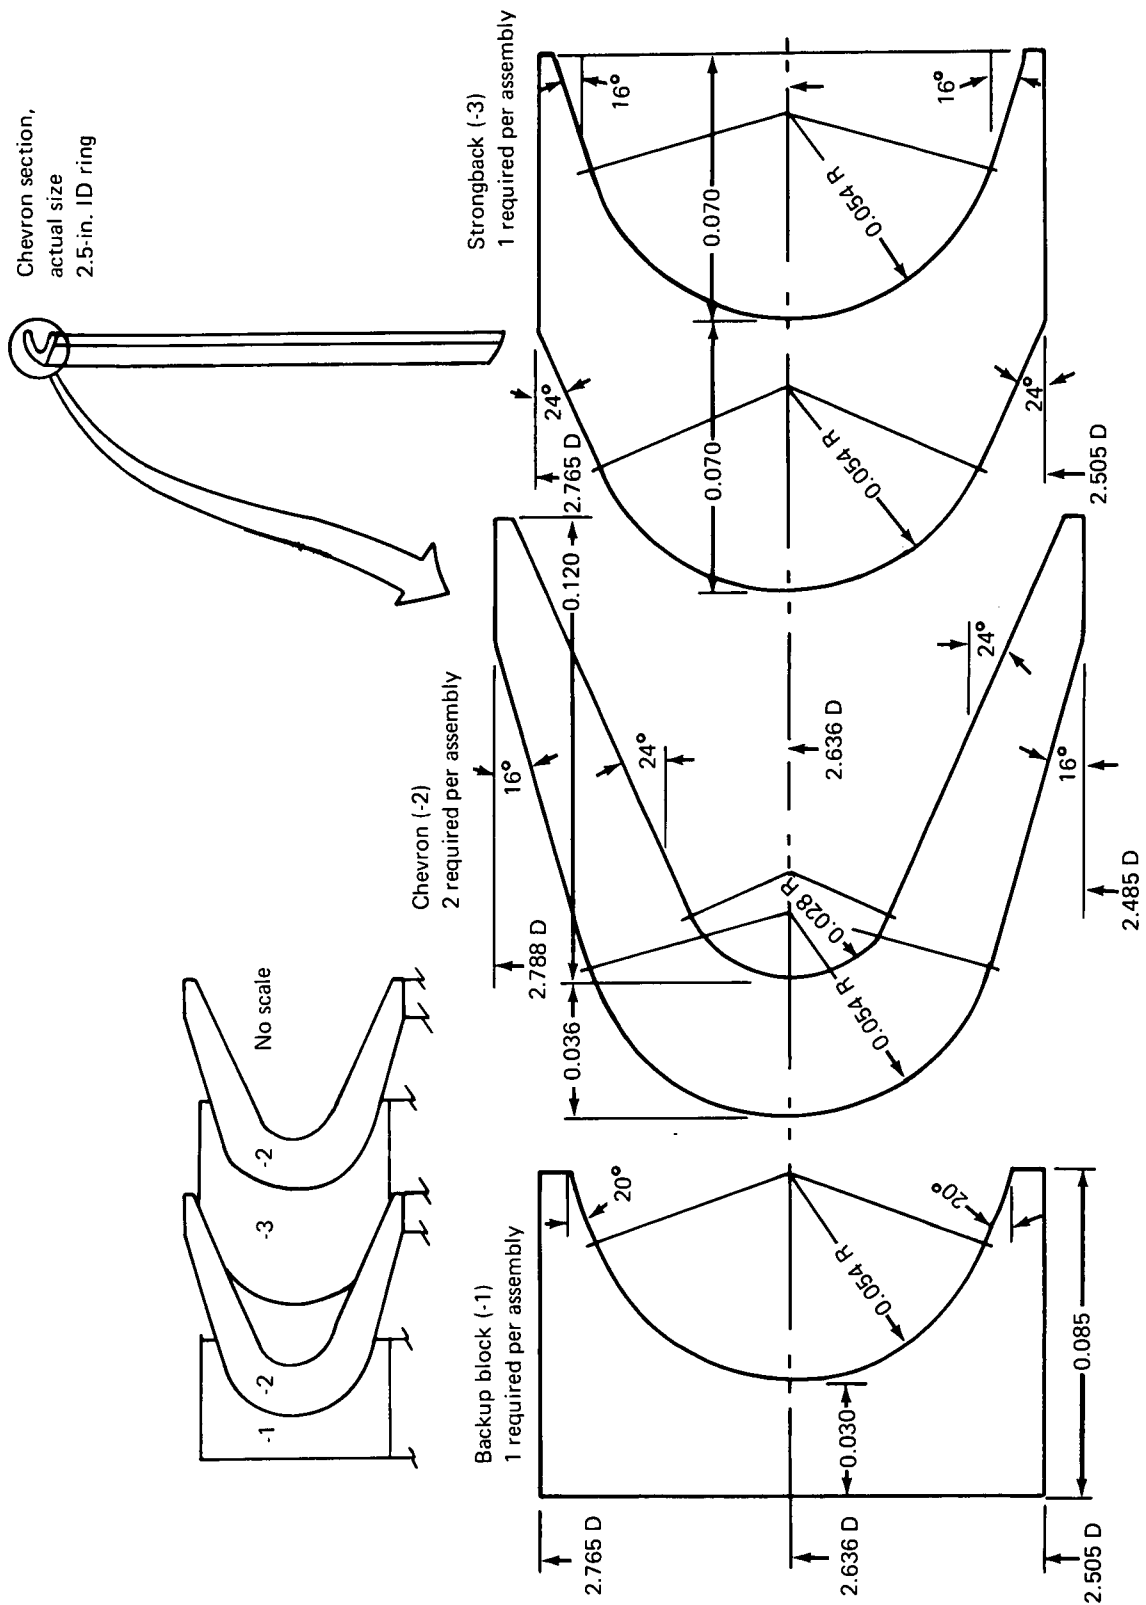 Chevron section,
actual size
2.5-in. ID ring
No scale
-1
-2
-3
-2
Backup block (-1)
1 required per assembly
20°
20°
0.054 R
0.030
0.085
2.765 D
2.636 D
2.505 D
Chevron (-2)
2 required per assembly
2.788 D
16°
24°
0.120
0.036
0.028 R
0.054 R
24°
16°
2.636 D
2.485 D
Strongback (-3)
1 required per assembly
16°
16°
0.070
0.054 R
24°
2.765 D
0.070
0.054 R
24°
2.505 D